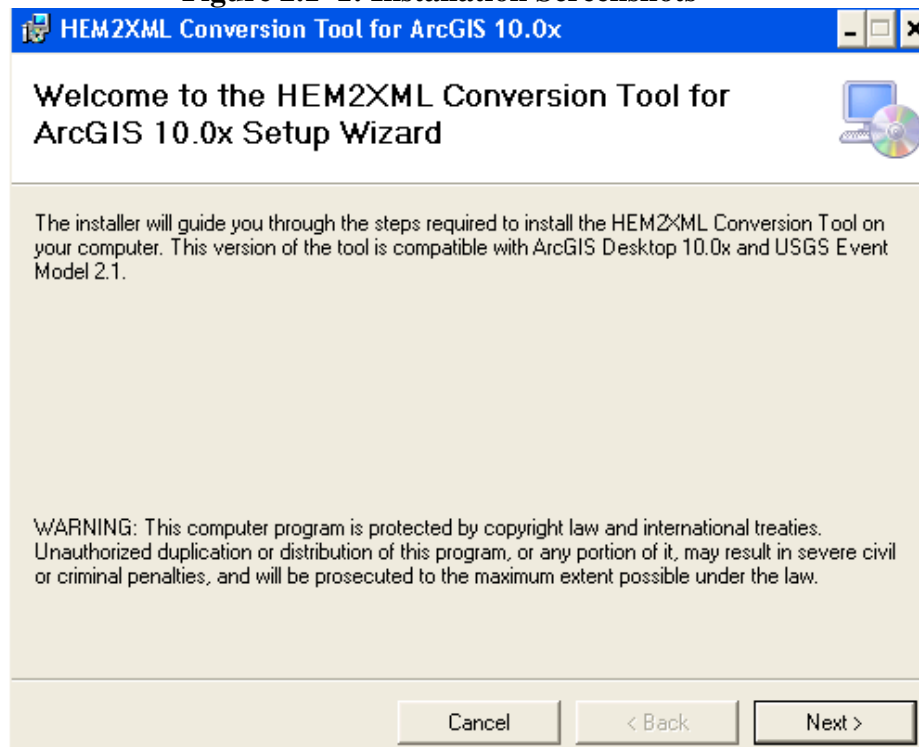 Installation Screenshots
HEM2XML Conversion Tool for ArcGIS 10.0x
Welcome to the HEM2XML Conversion Tool for
ArcGIS 10.0x Setup Wizard
The installer will guide you through the steps required to install the HEM2XML Conversion Tool on
your computer. This version of the tool is compatible with ArcGIS Desktop 10.0x and USGS Event
Model 2.1.
WARNING: This computer program is protected by copyright law and international treaties.
Unauthorized duplication or distribution of this program, or any portion of it, may result in severe civil
or criminal penalties, and will be prosecuted to the maximum extent possible under the law.
Cancel < Back Next >